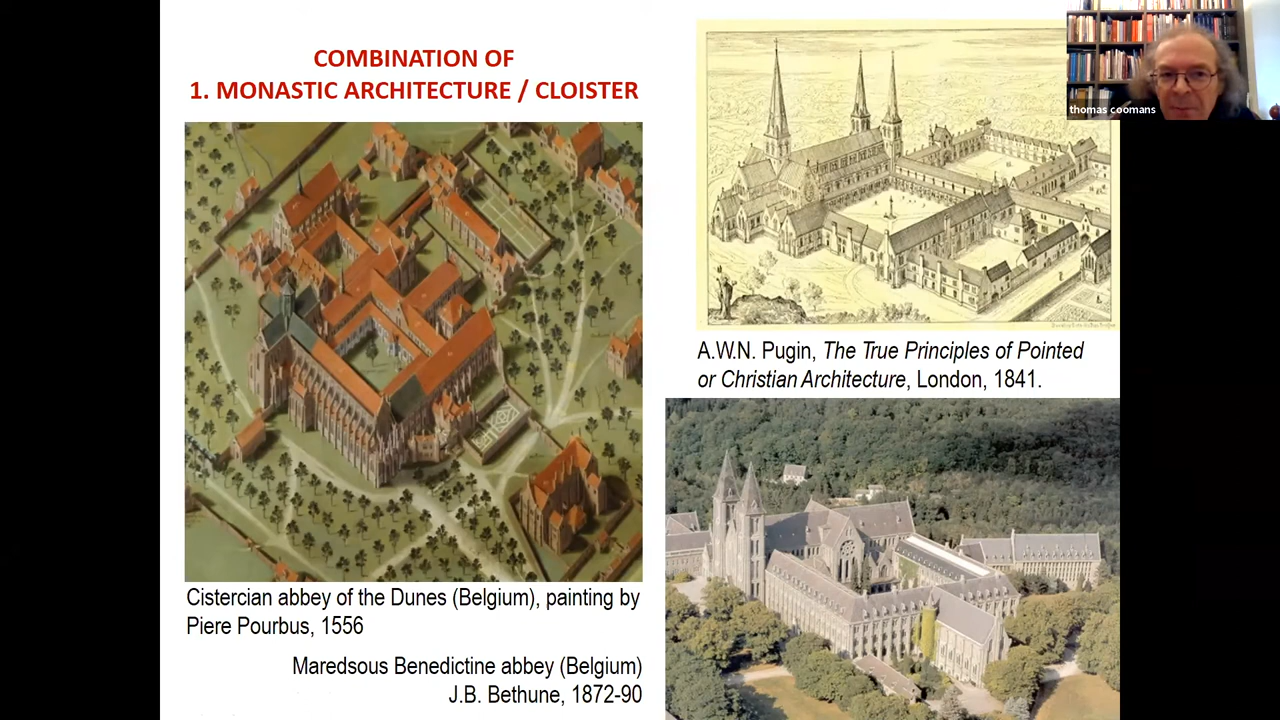 COMBINATION OF
1. MONASTIC ARCHITECTURE / CLOISTER
thomas coomans
A.W.N. Pugin, The True Principles of Pointed
or Christian Architecture, London, 1841.
Cistercian abbey of the Dunes (Belgium), painting by
Piere Pourbus, 1556
Maredsous Benedictine abbey (Belgium)
J.B. Bethune, 1872-90